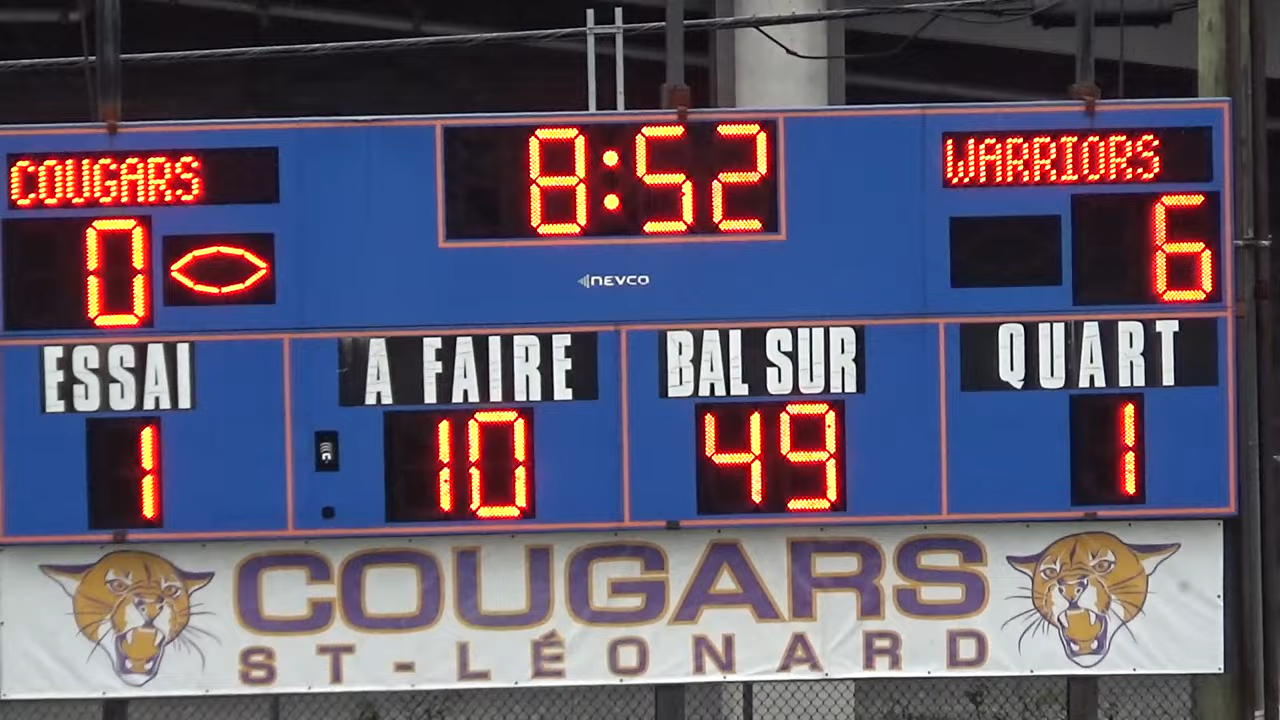 COUGARS
8:52
WARRIORS
0
6
NEVCO
ESSAI
A FAIRE
BAL SUR
QUART
1
10
49
1
COUGARS
ST-LÉONARD